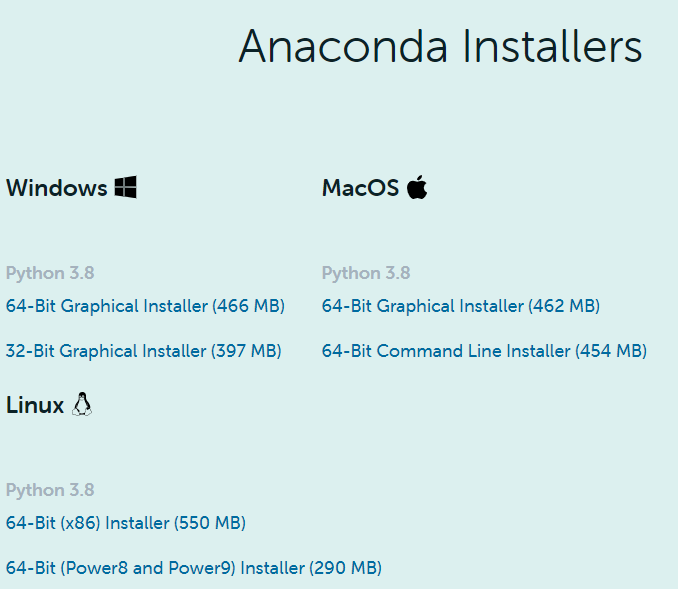 Anaconda Installers
Windows
MacOS
Python 3.8
Python 3.8
64-Bit Graphical Installer (466 MB)
64-Bit Graphical Installer (462 MB)
32-Bit Graphical Installer (397 MB)
64-Bit Command Line Installer (454 MB)
Linux
Python 3.8
64-Bit (x86) Installer (550 MB)
64-Bit (Power8 and Power9) Installer (290 MB)